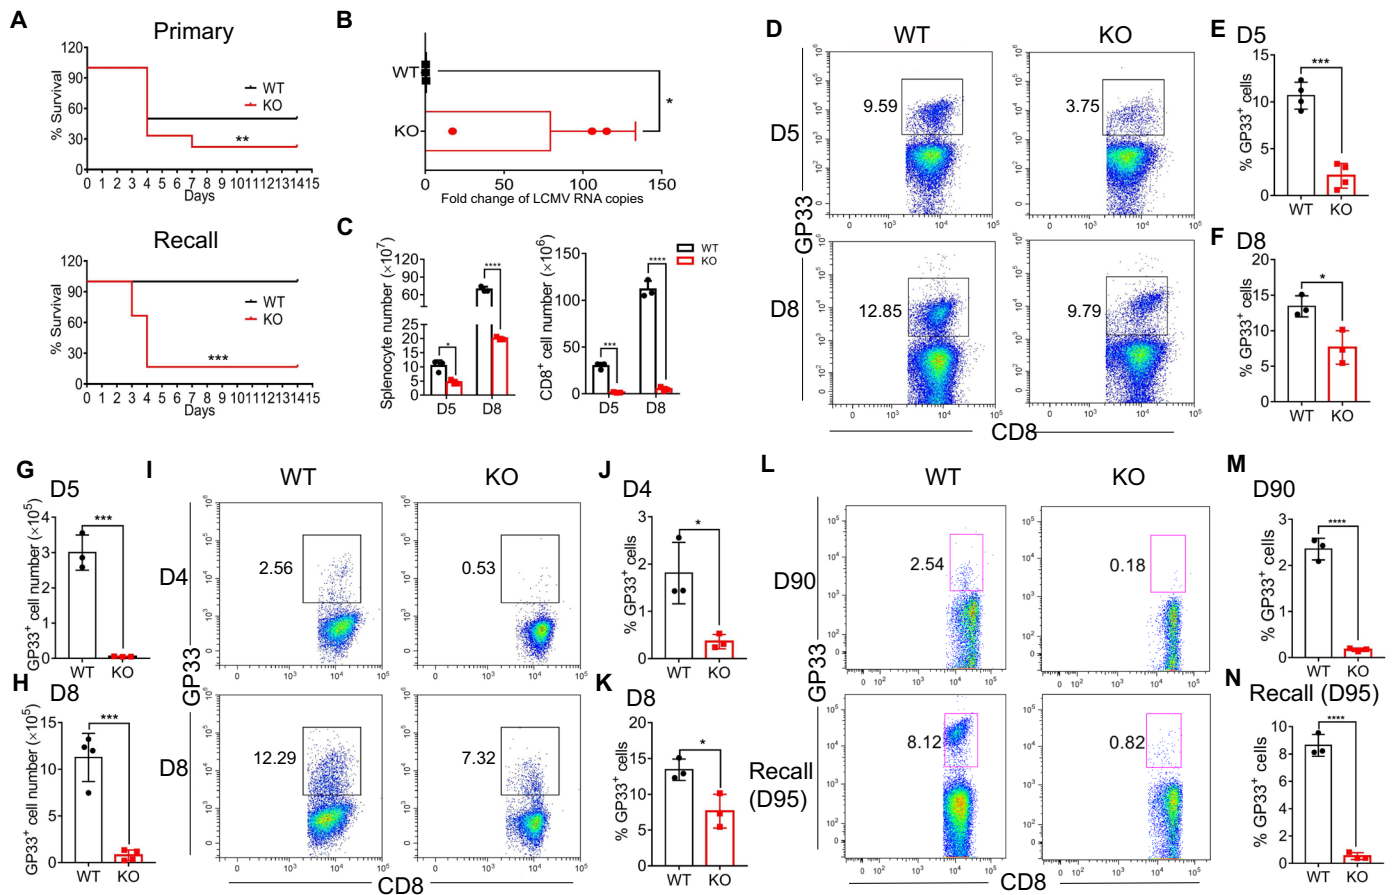 A
Primary
% Survival
120
90
60
30
0
WT
KO
**
0 1 2 3 4 5 6 7 8 9 10 11 12 13 14 15
Days
Recall
% Survival
120
90
60
30
0
WT
KO
***
0 1 2 3 4 5 6 7 8 9 10 11 12 13 14 15
Days
B
WT
KO
*
0 50 100 150
Fold change of LCMV RNA copies
C
Splenocyte number (×10⁷)
120
90
60
25
20
15
10
5
0
*
****
D5 D8
CD8⁺ cell number (×10⁶)
150
100
50
0
***
****
D5 D8
WT
KO
D
WT KO
D5
9.59
3.75
D8
12.85
9.79
GP33
CD8
E
D5
% GP33⁺ cells
15
10
5
0
***
WT KO
F
D8
% GP33⁺ cells
20
15
10
5
0
*
WT KO
G
D5
GP33⁺ cell number (×10⁵)
4
3
2
1
0
***
WT KO
H
D8
GP33⁺ cell number (×10⁵)
15
10
5
0
***
WT KO
I
WT KO
D4
2.56
0.53
D8
12.29
7.32
GP33
CD8
J
D4
% GP33⁺ cells
3
2
1
0
*
WT KO
K
D8
% GP33⁺ cells
20
15
10
5
0
*
WT KO
L
WT KO
D90
2.54
0.18
Recall
(D95)
8.12
0.82
GP33
CD8
M
D90
% GP33⁺ cells
3
2
1
0
****
WT KO
N
Recall (D95)
% GP33⁺ cells
10
8
6
4
2
0
****
WT KO